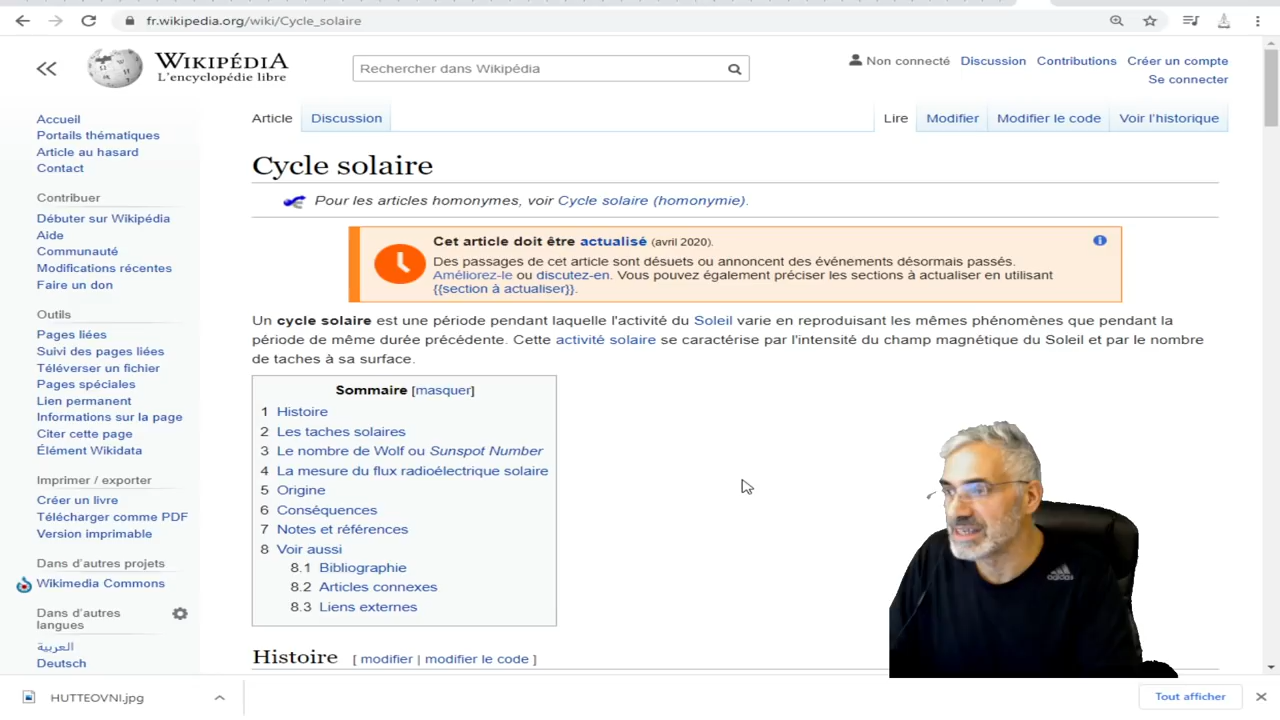 fr.wikipedia.org/wiki/Cycle_solaire
WIKIPÉDIA
L'encyclopédie libre
Rechercher dans Wikipédia
Non connecté Discussion Contributions Créer un compte
Se connecter
Accueil
Portails thématiques
Article au hasard
Contact
Contribuer
Débuter sur Wikipédia
Aide
Communauté
Modifications récentes
Faire un don
Outils
Pages liées
Suivi des pages liées
Téléverser un fichier
Pages spéciales
Lien permanent
Informations sur la page
Citer cette page
Élément Wikidata
Imprimer / exporter
Créer un livre
Télécharger comme PDF
Version imprimable
Dans d'autres projets
Wikimedia Commons
Dans d'autres
langues
العربية
Deutsch
Article Discussion Lire Modifier Modifier le code Voir l'historique
Cycle solaire
Pour les articles homonymes, voir Cycle solaire (homonymie).
Cet article doit être actualisé (avril 2020).
Des passages de cet article sont désuets ou annoncent des événements désormais passés.
Améliorez-le ou discutez-en. Vous pouvez également préciser les sections à actualiser en utilisant
{{section à actualiser}}.
Un cycle solaire est une période pendant laquelle l'activité du Soleil varie en reproduisant les mêmes phénomènes que pendant la
période de même durée précédente. Cette activité solaire se caractérise par l'intensité du champ magnétique du Soleil et par le nombre
de taches à sa surface.
Sommaire [masquer]
1 Histoire
2 Les taches solaires
3 Le nombre de Wolf ou Sunspot Number
4 La mesure du flux radioélectrique solaire
5 Origine
6 Conséquences
7 Notes et références
8 Voir aussi
8.1 Bibliographie
8.2 Articles connexes
8.3 Liens externes
Histoire [ modifier | modifier le code ]
adidas
HUTTEOVNI.jpg
Tout afficher